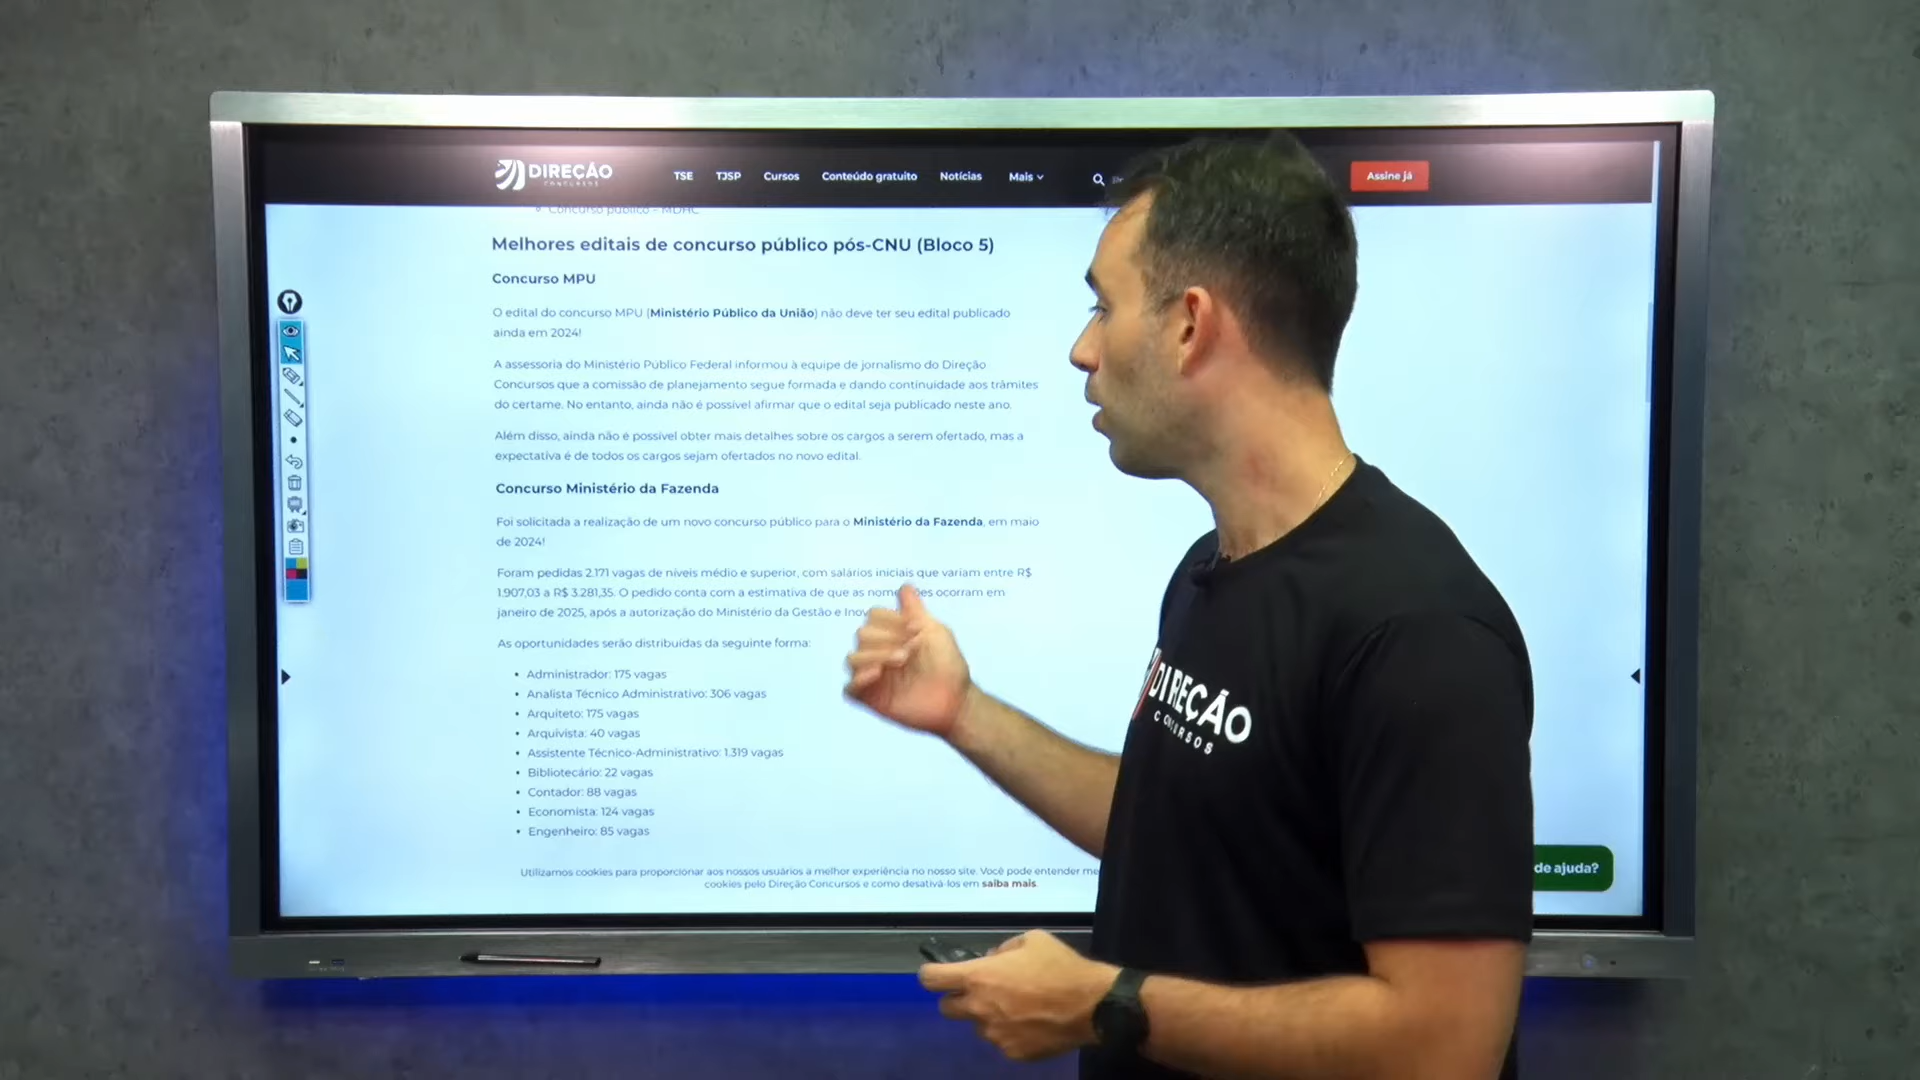 DIREÇÃO
CONCURSOS
TSE
TJSP
Cursos
Conteúdo gratuito
Notícias
Mais
Assine já
Concurso público – MDHC
Melhores editais de concurso público pós-CNU (Bloco 5)
Concurso MPU
O edital do concurso MPU (Ministério Público da União) não deve ter seu edital publicado
ainda em 2024!
A assessoria do Ministério Público Federal informou à equipe de jornalismo do Direção
Concursos que a comissão de planejamento segue formada e dando continuidade aos trâmites
do certame. No entanto, ainda não é possível afirmar que o edital seja publicado neste ano.
Além disso, ainda não é possível obter mais detalhes sobre os cargos a serem ofertado, mas a
expectativa é de todos os cargos sejam ofertados no novo edital.
Concurso Ministério da Fazenda
Foi solicitada a realização de um novo concurso público para o Ministério da Fazenda, em maio
de 2024!
Foram pedidas 2.171 vagas de níveis médio e superior, com salários iniciais que variam entre R$
1.907,03 a R$ 3.281,35. O pedido conta com a estimativa de que as ocorram em
janeiro de 2025, após a autorização do Ministério da Gestão e
As oportunidades serão distribuídas da seguinte forma:
• Administrador: 175 vagas
• Analista Técnico Administrativo: 306 vagas
• Arquiteto: 175 vagas
• Arquivista: 40 vagas
• Assistente Técnico-Administrativo: 1.319 vagas
• Bibliotecário: 22 vagas
• Contador: 88 vagas
• Economista: 124 vagas
• Engenheiro: 85 vagas
Utilizamos cookies para proporcionar aos nossos usuários a melhor experiência no nosso site. Você pode entender
cookies pelo Direção Concursos e como desativá-los em saiba mais.
de ajuda?
DIREÇÃO
CONCURSOS